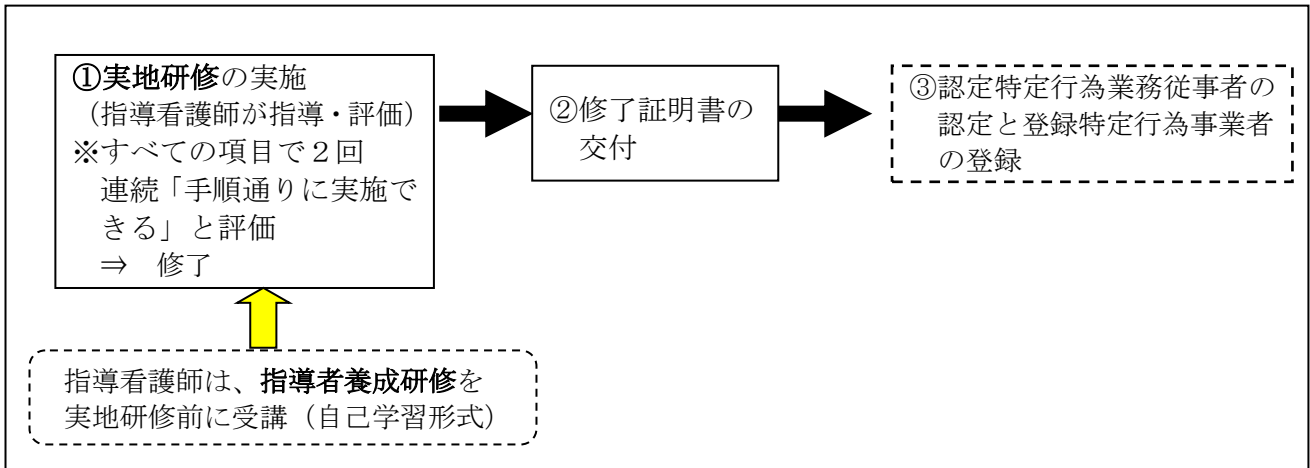 ①実地研修の実施
(指導看護師が指導・評価)
※すべての項目で２回
連続「手順通りに実施で
きる」と評価
⇒　修了
②修了証明書の
交付
③認定特定行為業務従事者の
認定と登録特定行為事業者
の登録
指導看護師は、指導者養成研修を
実地研修前に受講（自己学習形式）